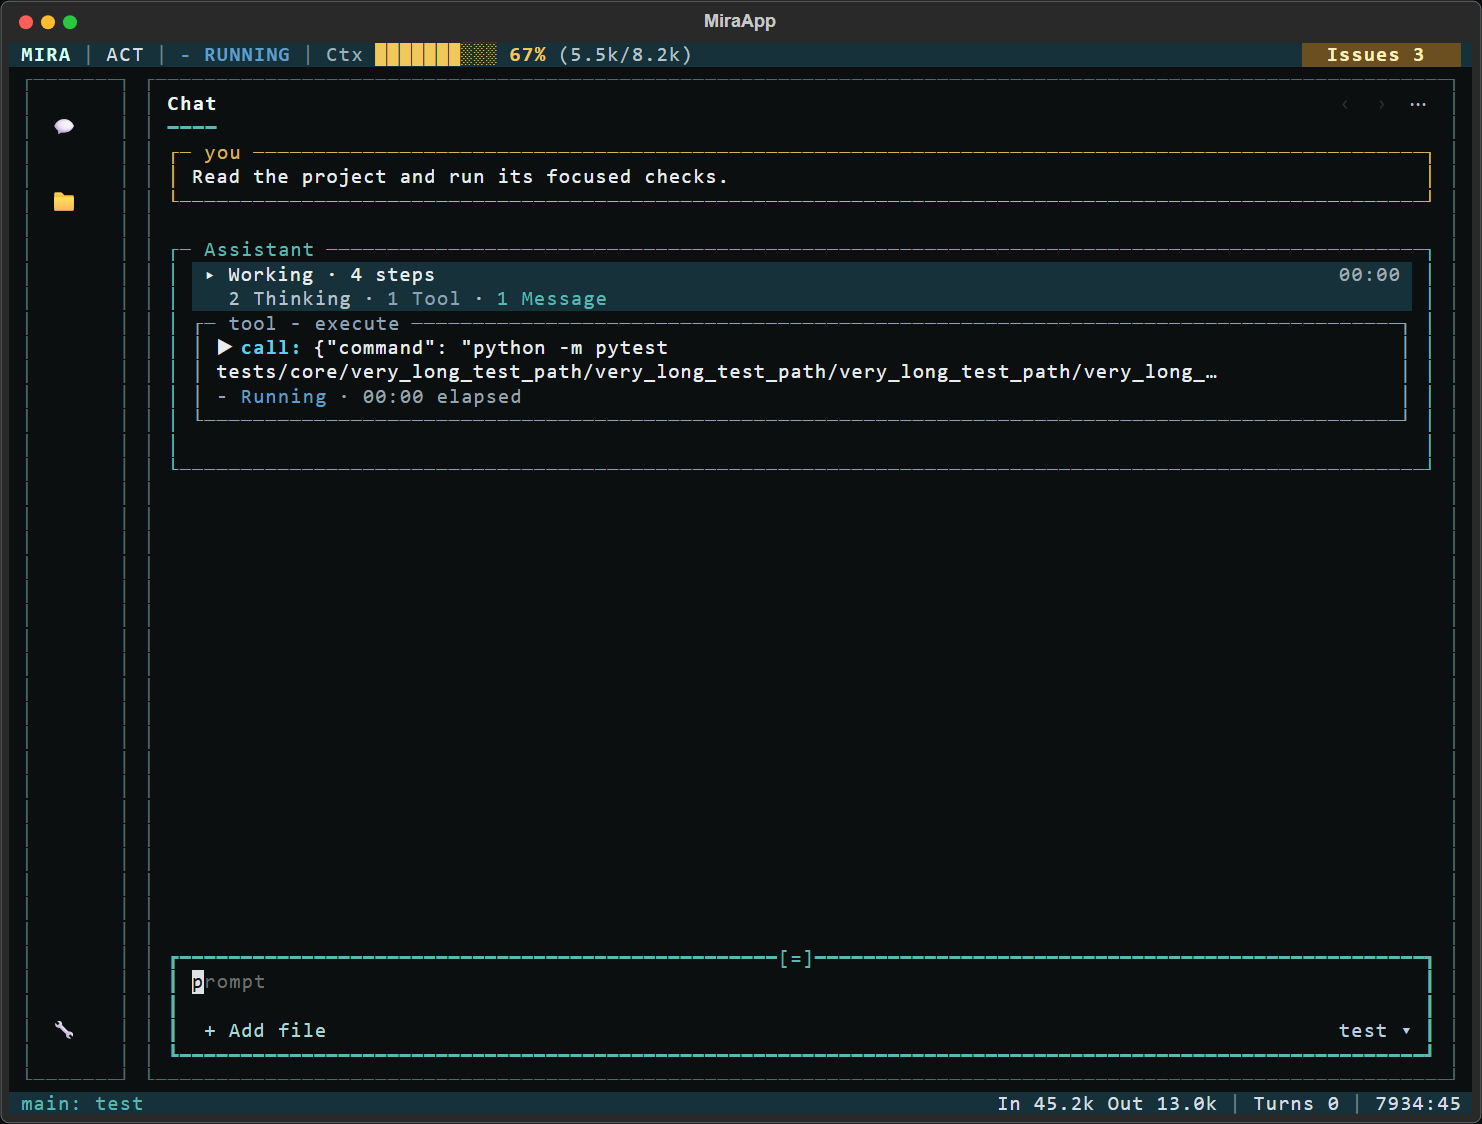 MiraApp
MIRA | ACT | - RUNNING | Ctx 67% (5.5k/8.2k) Issues 3
Chat ‹ › ...
you
Read the project and run its focused checks.
Assistant
▸ Working · 4 steps 00:00
2 Thinking · 1 Tool · 1 Message
tool - execute
▶ call: {"command": "python -m pytest
tests/core/very_long_test_path/very_long_test_path/very_long_test_path/very_long_…
- Running · 00:00 elapsed
[=]
prompt
+ Add file test ▾
main: test In 45.2k Out 13.0k | Turns 0 | 7934:45